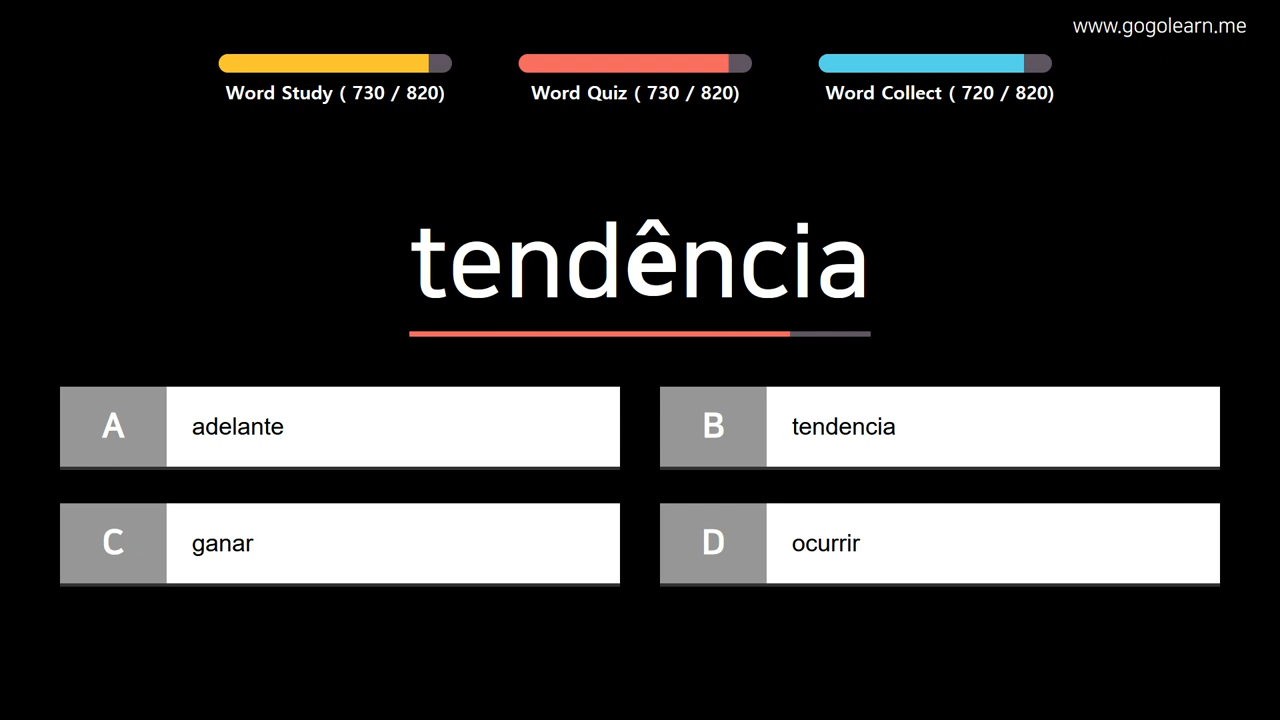 www.gogolearn.me
Word Study ( 730 / 820)
Word Quiz ( 730 / 820)
Word Collect ( 720 / 820)
tendência
A adelante
B tendencia
C ganar
D ocurrir